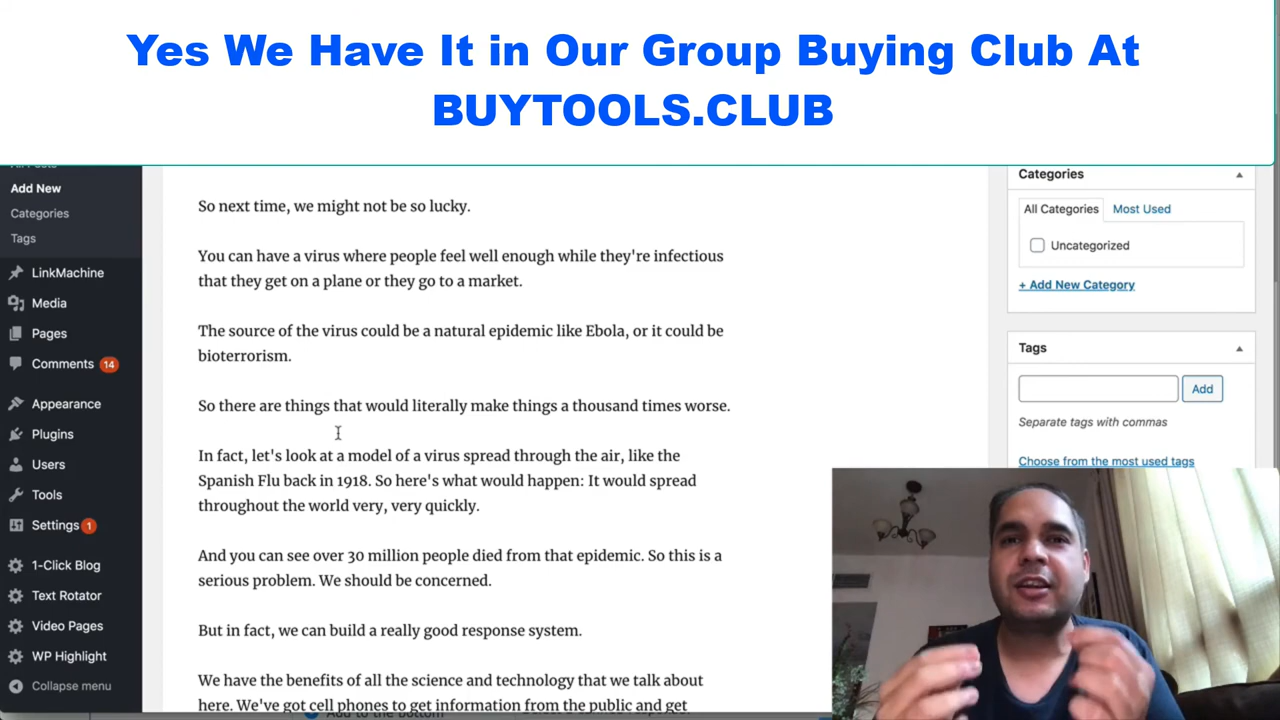 Yes We Have It in Our Group Buying Club At
BUYTOOLS.CLUB
Add New
Categories
Tags
LinkMachine
Media
Pages
Comments 14
Appearance
Plugins
Users
Tools
Settings 1
1-Click Blog
Text Rotator
Video Pages
WP Highlight
Collapse menu
So next time, we might not be so lucky.
You can have a virus where people feel well enough while they're infectious
that they get on a plane or they go to a market.
The source of the virus could be a natural epidemic like Ebola, or it could be
bioterrorism.
So there are things that would literally make things a thousand times worse.
In fact, let's look at a model of a virus spread through the air, like the
Spanish Flu back in 1918. So here's what would happen: It would spread
throughout the world very, very quickly.
And you can see over 30 million people died from that epidemic. So this is a
serious problem. We should be concerned.
But in fact, we can build a really good response system.
We have the benefits of all the science and technology that we talk about
here. We've got cell phones to get information from the public and get
Categories
All Categories Most Used
Uncategorized
+ Add New Category
Tags
Add
Separate tags with commas
Choose from the most used tags